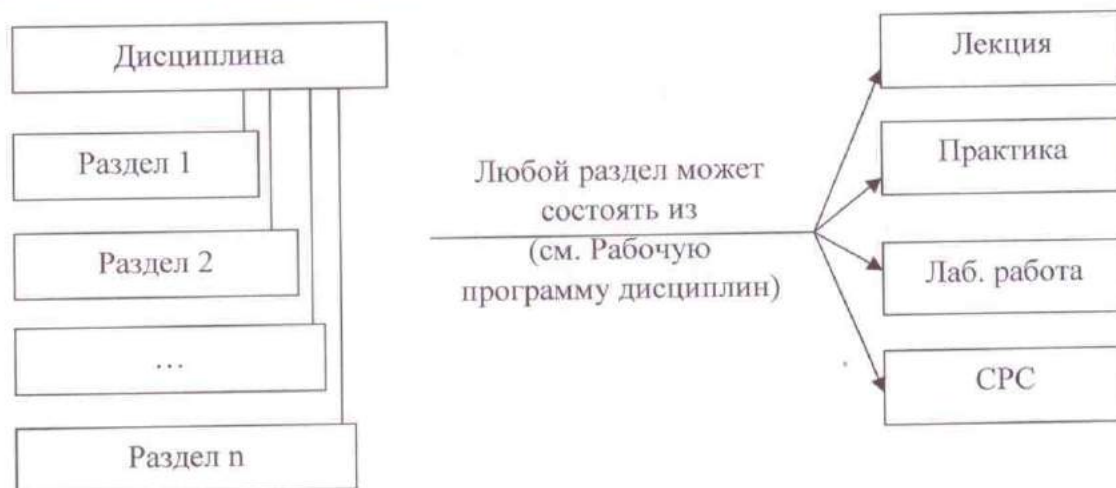 Дисциплина
Раздел 1
Раздел 2
...
Раздел n
Любой раздел может
состоять из
(см. Рабочую
программу дисциплин)
Лекция
Практика
Лаб. работа
СРС